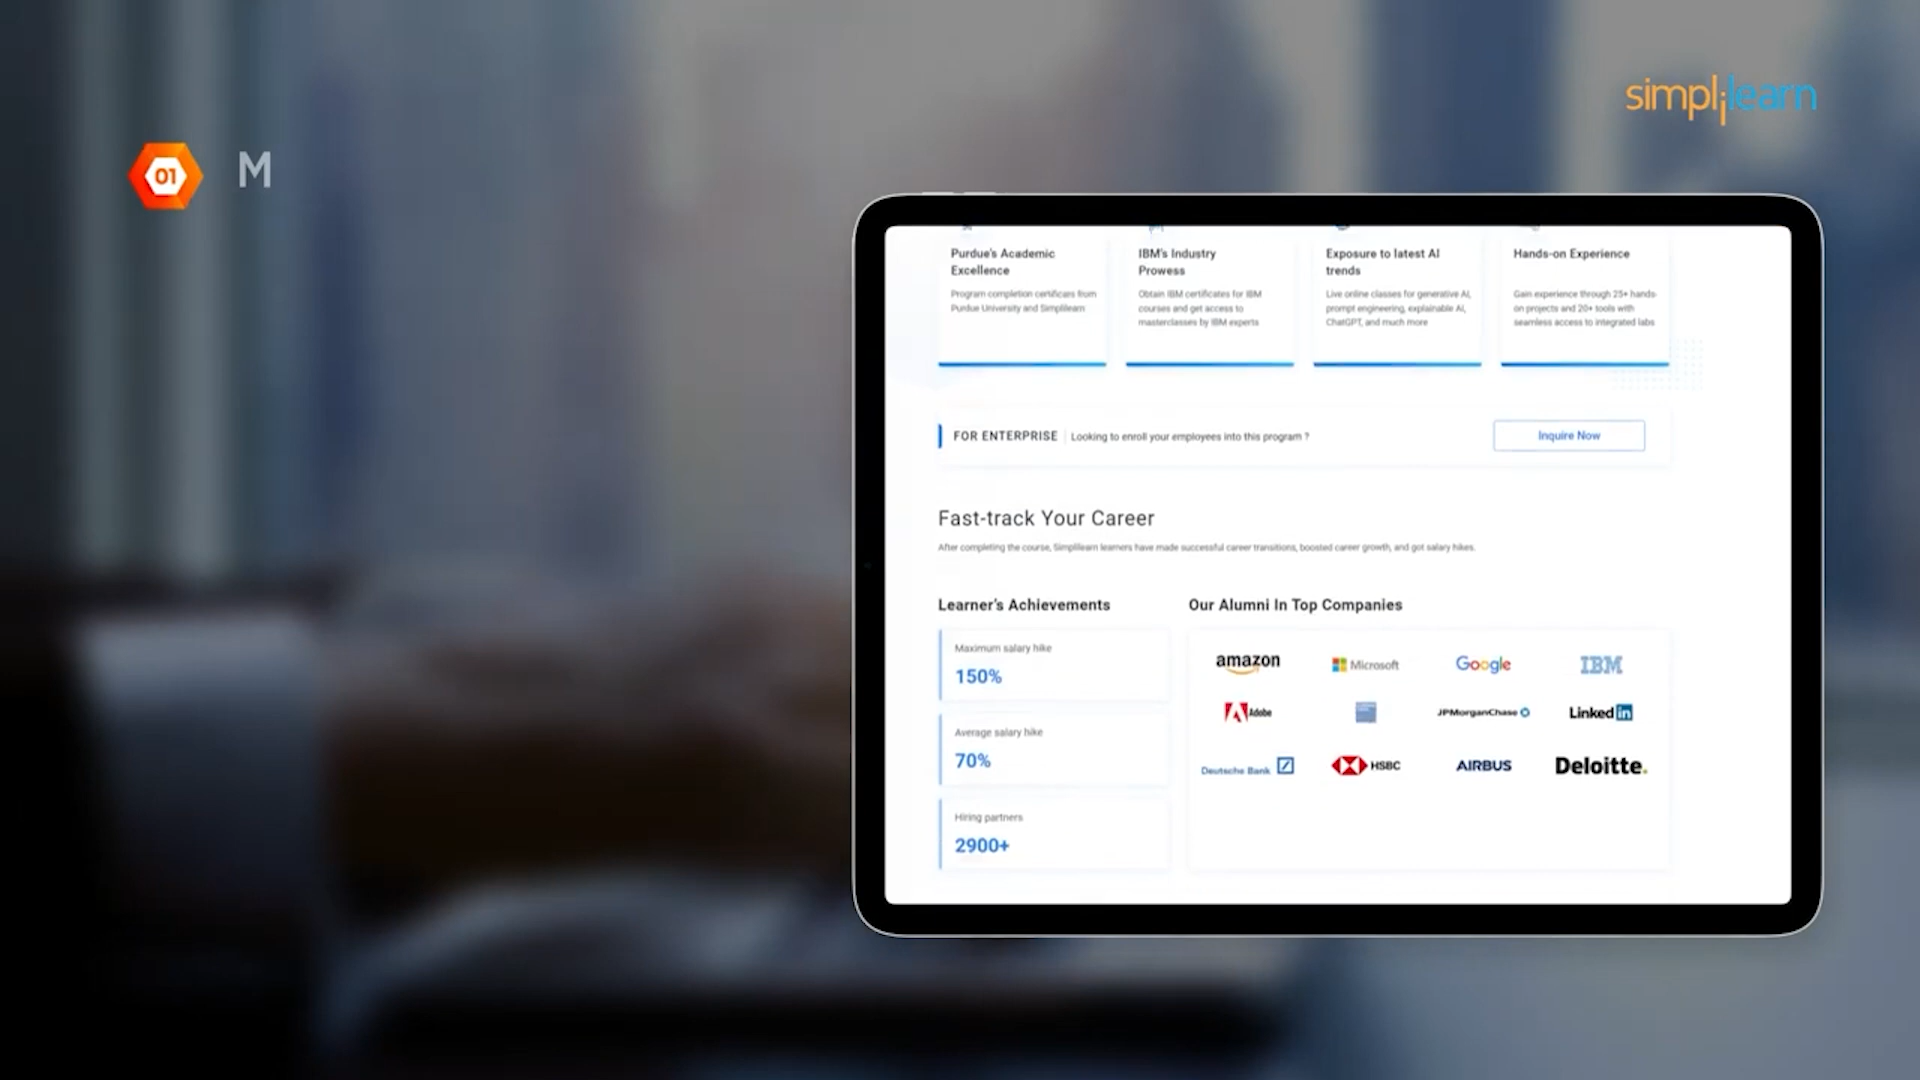 simplilearn
01 M
Purdue's Academic Excellence
Program completion certificates from Purdue University and Simplilearn
IBM's Industry Prowess
Obtain IBM certificates for IBM courses and get access to masterclasses by IBM experts
Exposure to latest AI trends
Live online classes for generative AI, prompt engineering, explainable AI, ChatGPT, and much more
Hands-on Experience
Gain experience through 25+ hands-on projects and 20+ tools with seamless access to integrated labs
FOR ENTERPRISE | Looking to enroll your employees into this program ?
Inquire Now
Fast-track Your Career
After completing the course, Simplilearn learners have made successful career transitions, boosted career growth, and got salary hikes.
Learner's Achievements
Maximum salary hike
150%
Average salary hike
70%
Hiring partners
2900+
Our Alumni In Top Companies
amazon Microsoft Google IBM
Adobe JPMorganChase LinkedIn
Deutsche Bank HSBC AIRBUS Deloitte.